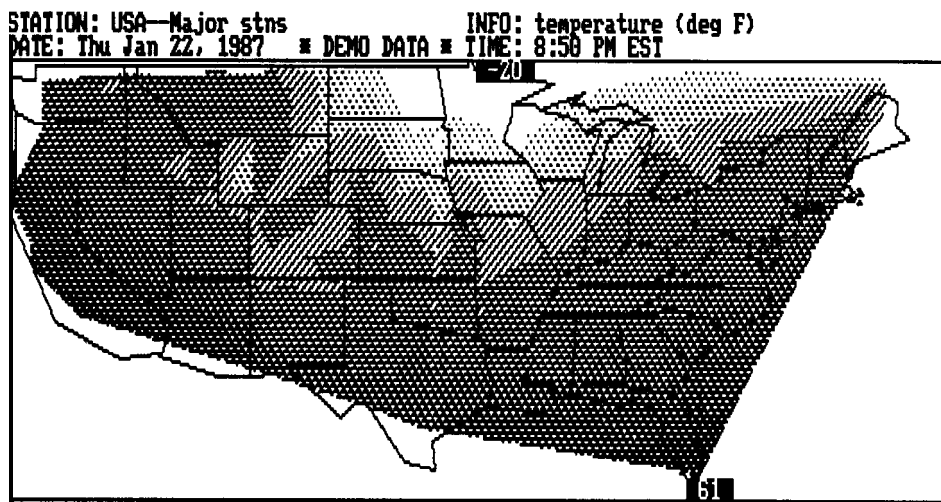 STATION: USA--Major stns INFO: temperature (deg F)
DATE: Thu Jan 22, 1987 * DEMO DATA * TIME: 8:50 PM EST
-20
61